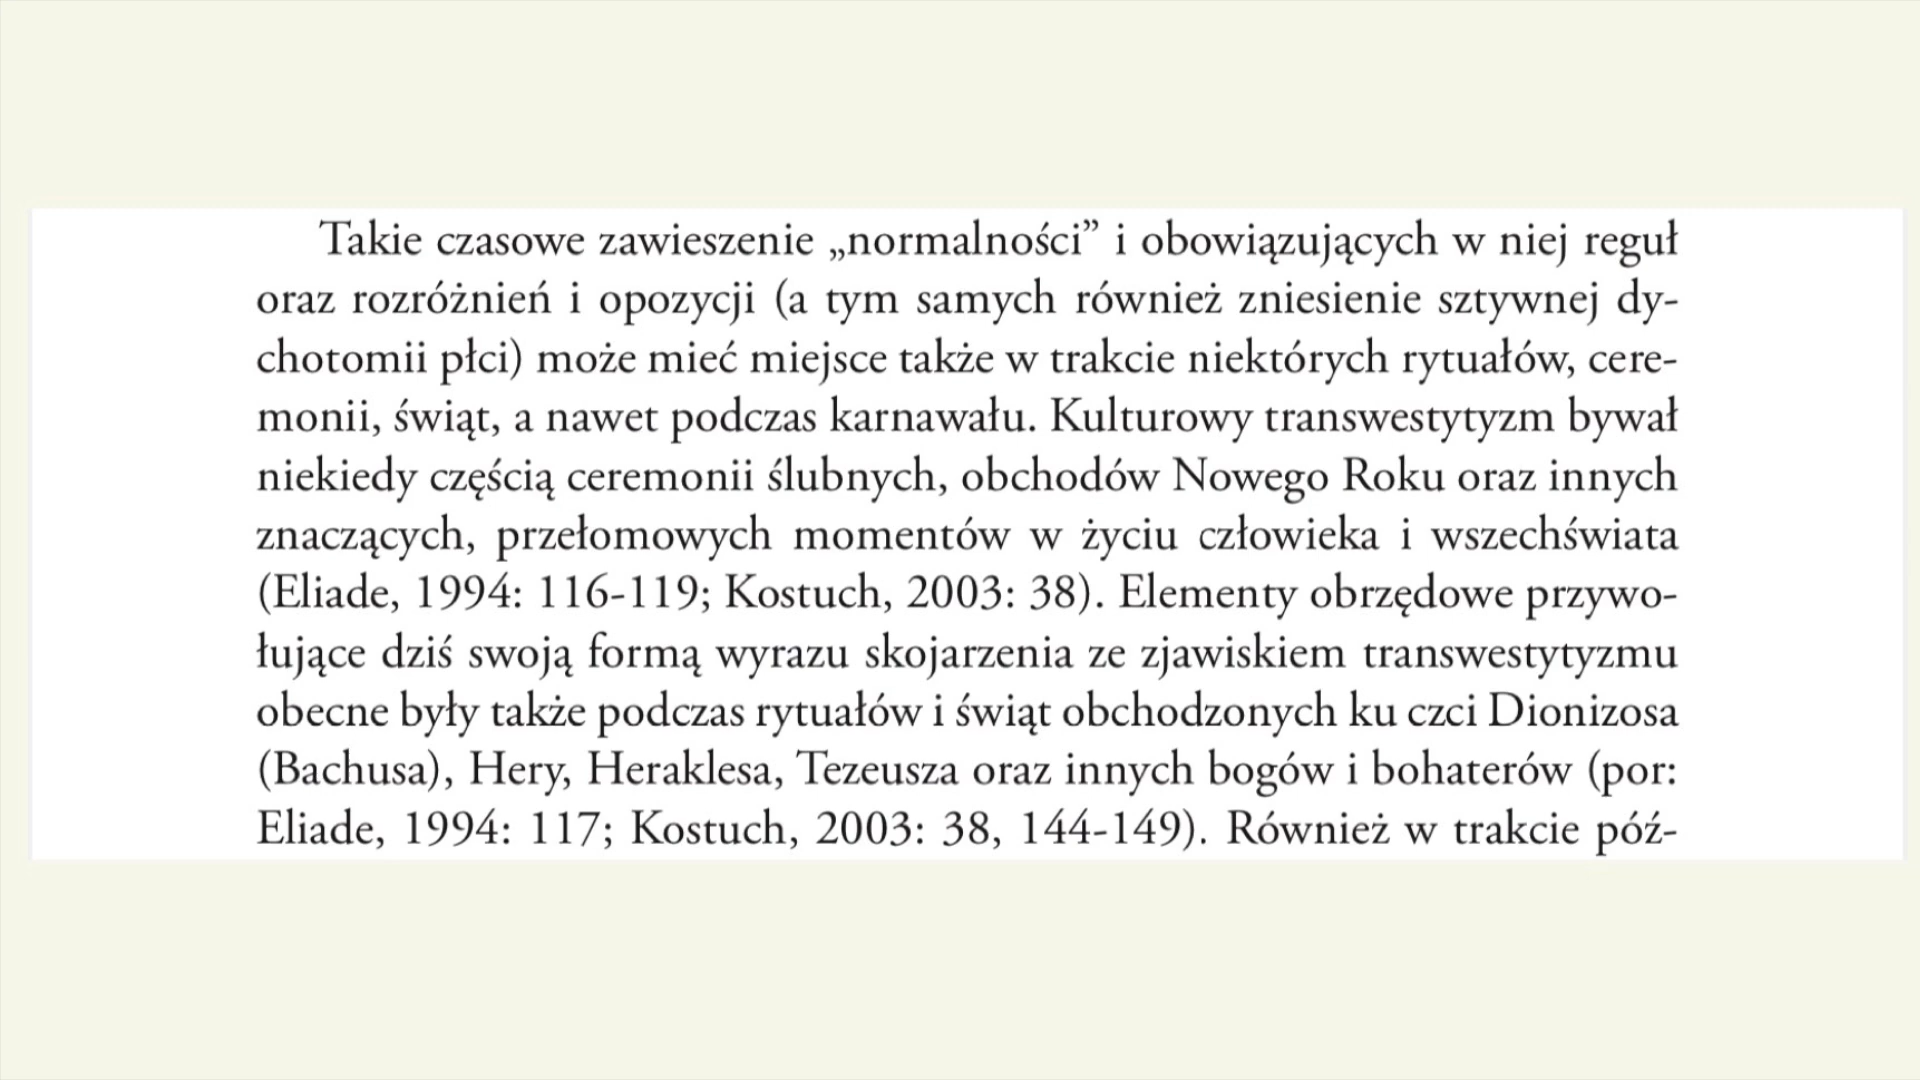 Takie czasowe zawieszenie „normalności” i obowiązujących w niej reguł
oraz rozróżnień i opozycji (a tym samych również zniesienie sztywnej dy-
chotomii płci) może mieć miejsce także w trakcie niektórych rytuałów, cere-
monii, świąt, a nawet podczas karnawału. Kulturowy transwestytyzm bywał
niekiedy częścią ceremonii ślubnych, obchodów Nowego Roku oraz innych
znaczących, przełomowych momentów w życiu człowieka i wszechświata
(Eliade, 1994: 116-119; Kostuch, 2003: 38). Elementy obrzędowe przywo-
łujące dziś swoją formą wyrazu skojarzenia ze zjawiskiem transwestytyzmu
obecne były także podczas rytuałów i świąt obchodzonych ku czci Dionizosa
(Bachusa), Hery, Heraklesa, Tezeusza oraz innych bogów i bohaterów (por:
Eliade, 1994: 117; Kostuch, 2003: 38, 144-149). Również w trakcie póź-